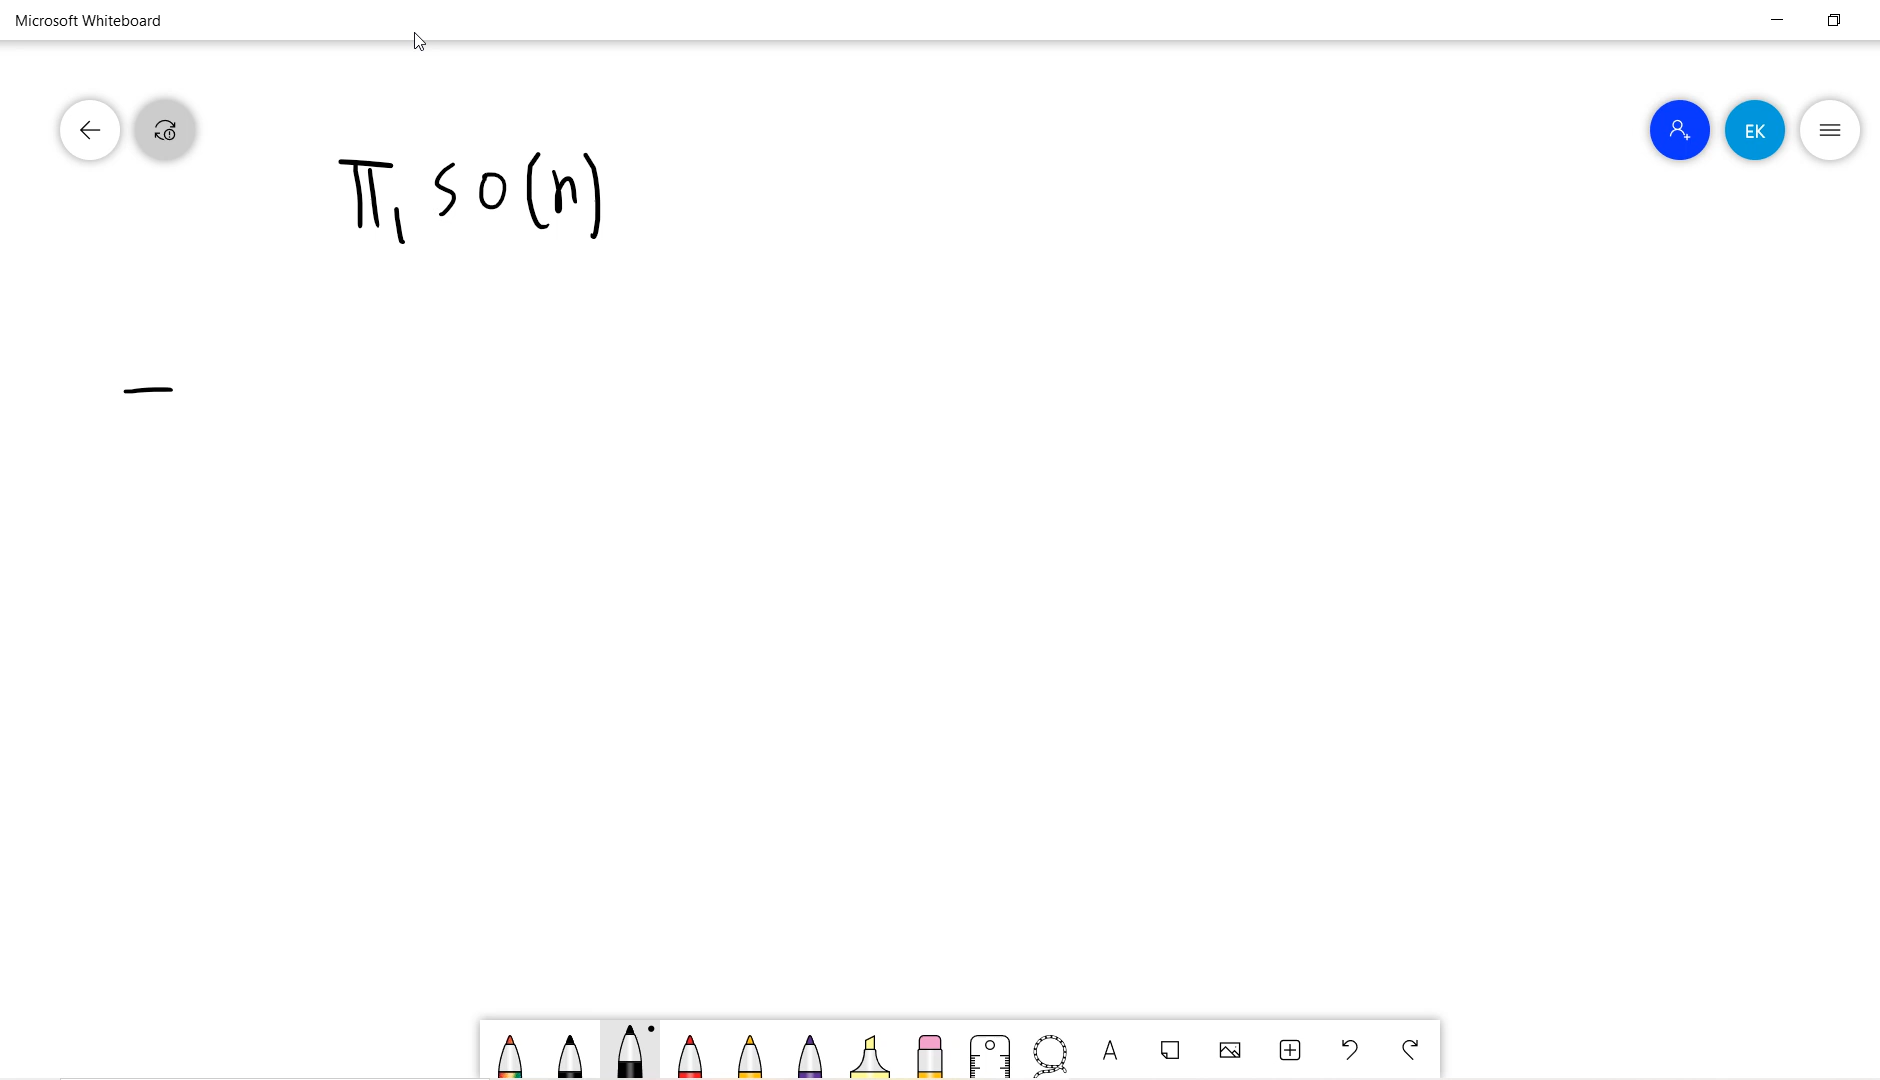 Microsoft Whiteboard
EK
π₁ SO(n)
—
A